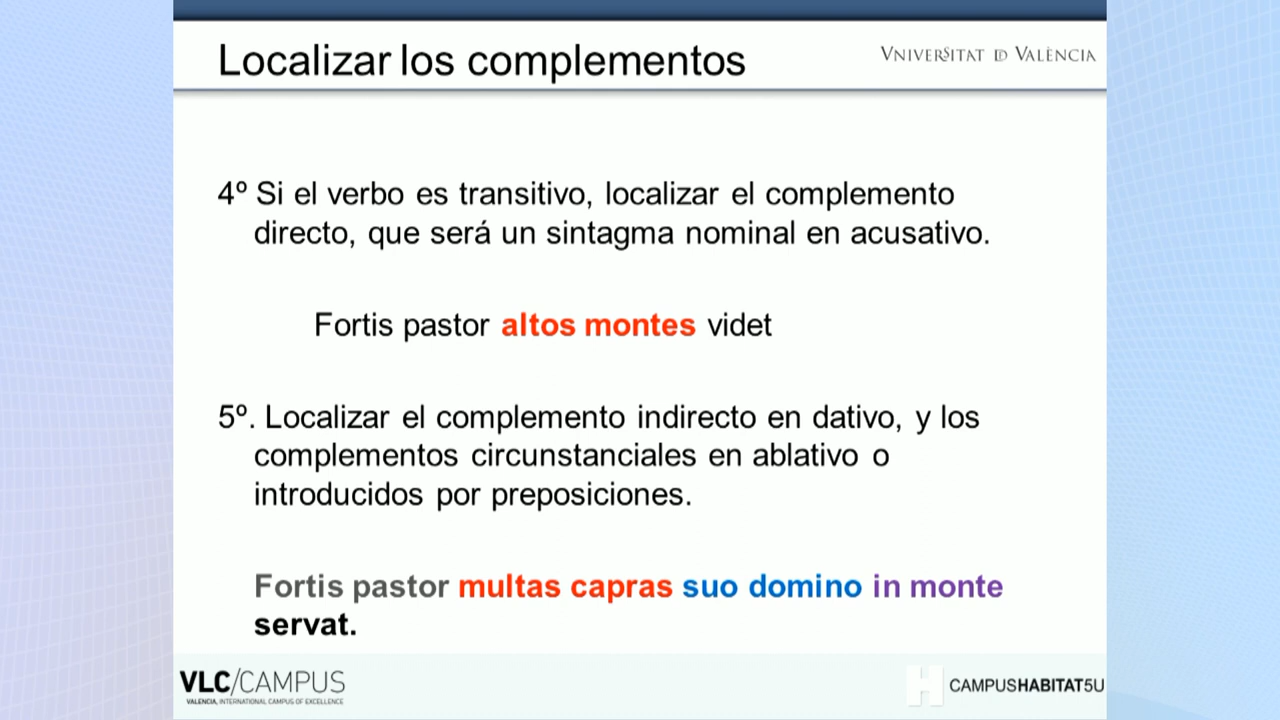 Localizar los complementos
VNIVERSITAT ID VALÈNCIA
4º Si el verbo es transitivo, localizar el complemento
directo, que será un sintagma nominal en acusativo.
Fortis pastor altos montes videt
5º. Localizar el complemento indirecto en dativo, y los
complementos circunstanciales en ablativo o
introducidos por preposiciones.
Fortis pastor multas capras suo domino in monte
servat.
VLC/CAMPUS
VALENCIA, INTERNATIONAL CAMPUS OF EXCELLENCE
H CAMPUSHABITAT5U